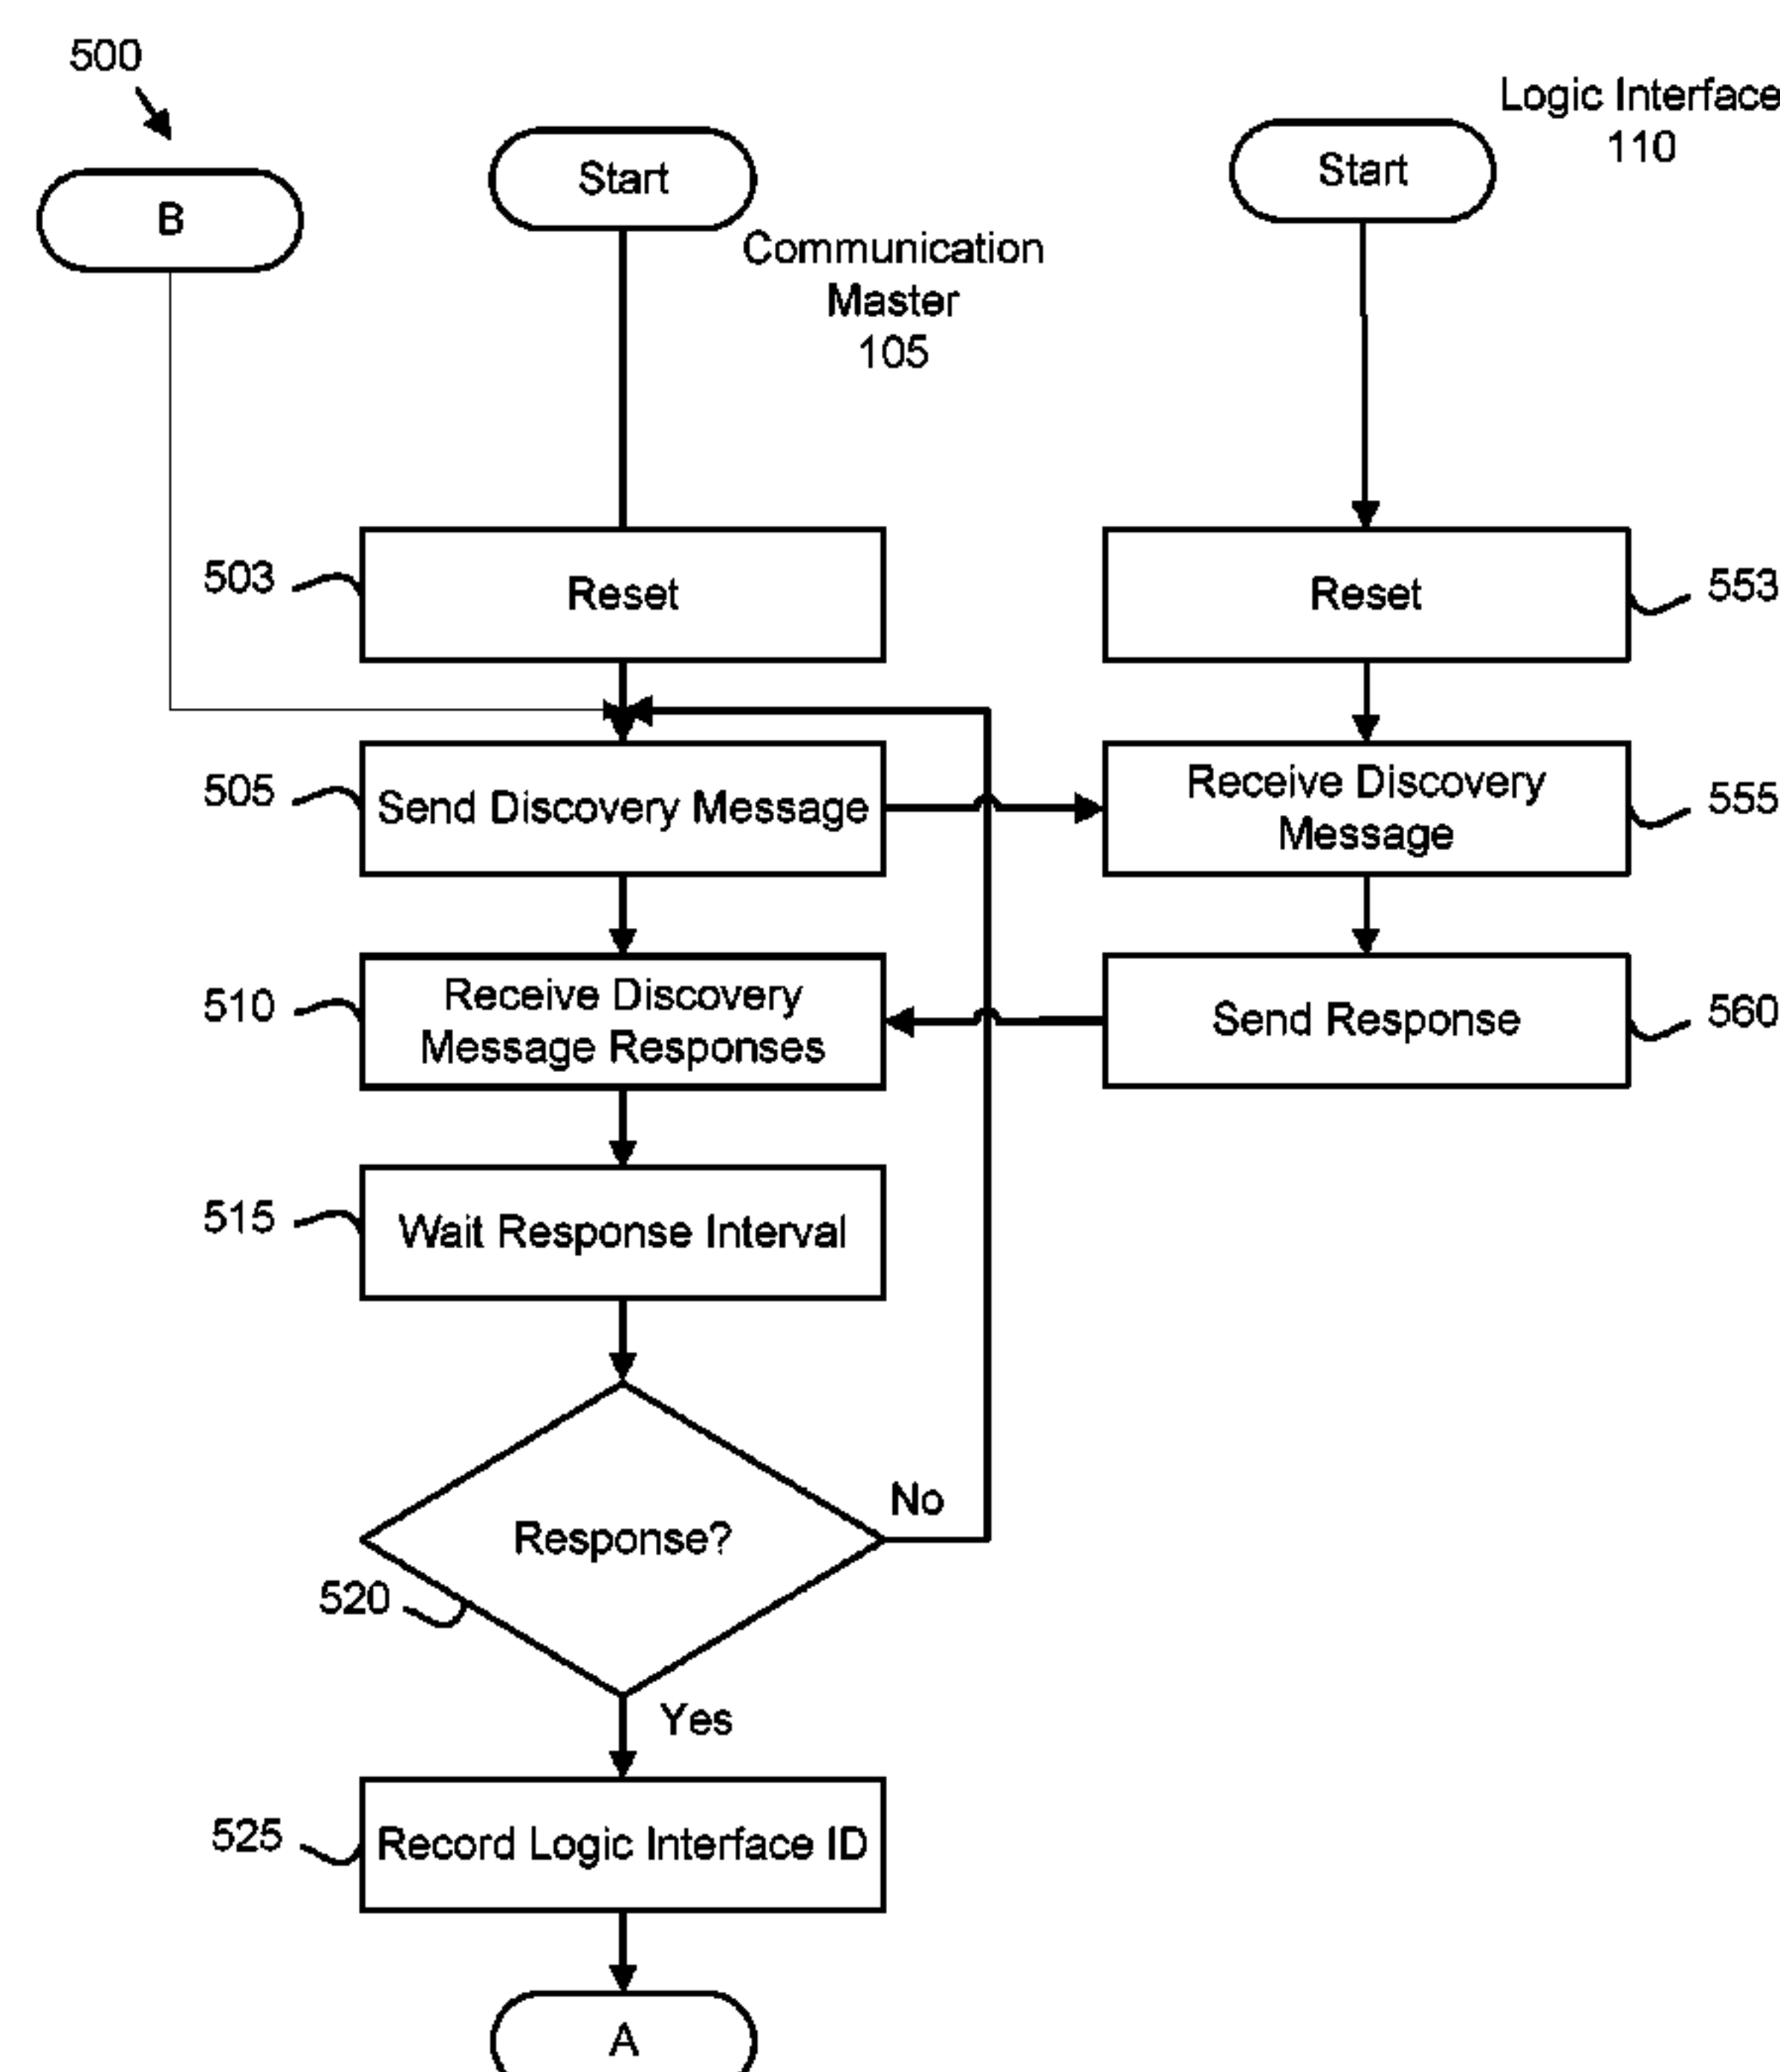 500
B
Start
Communication
Master
105
Start
Logic Interface
110
503
Reset
Reset
553
505
Send Discovery Message
Receive Discovery
Message
555
510
Receive Discovery
Message Responses
Send Response
560
515
Wait Response Interval
Response?
No
520
Yes
525
Record Logic Interface ID
A